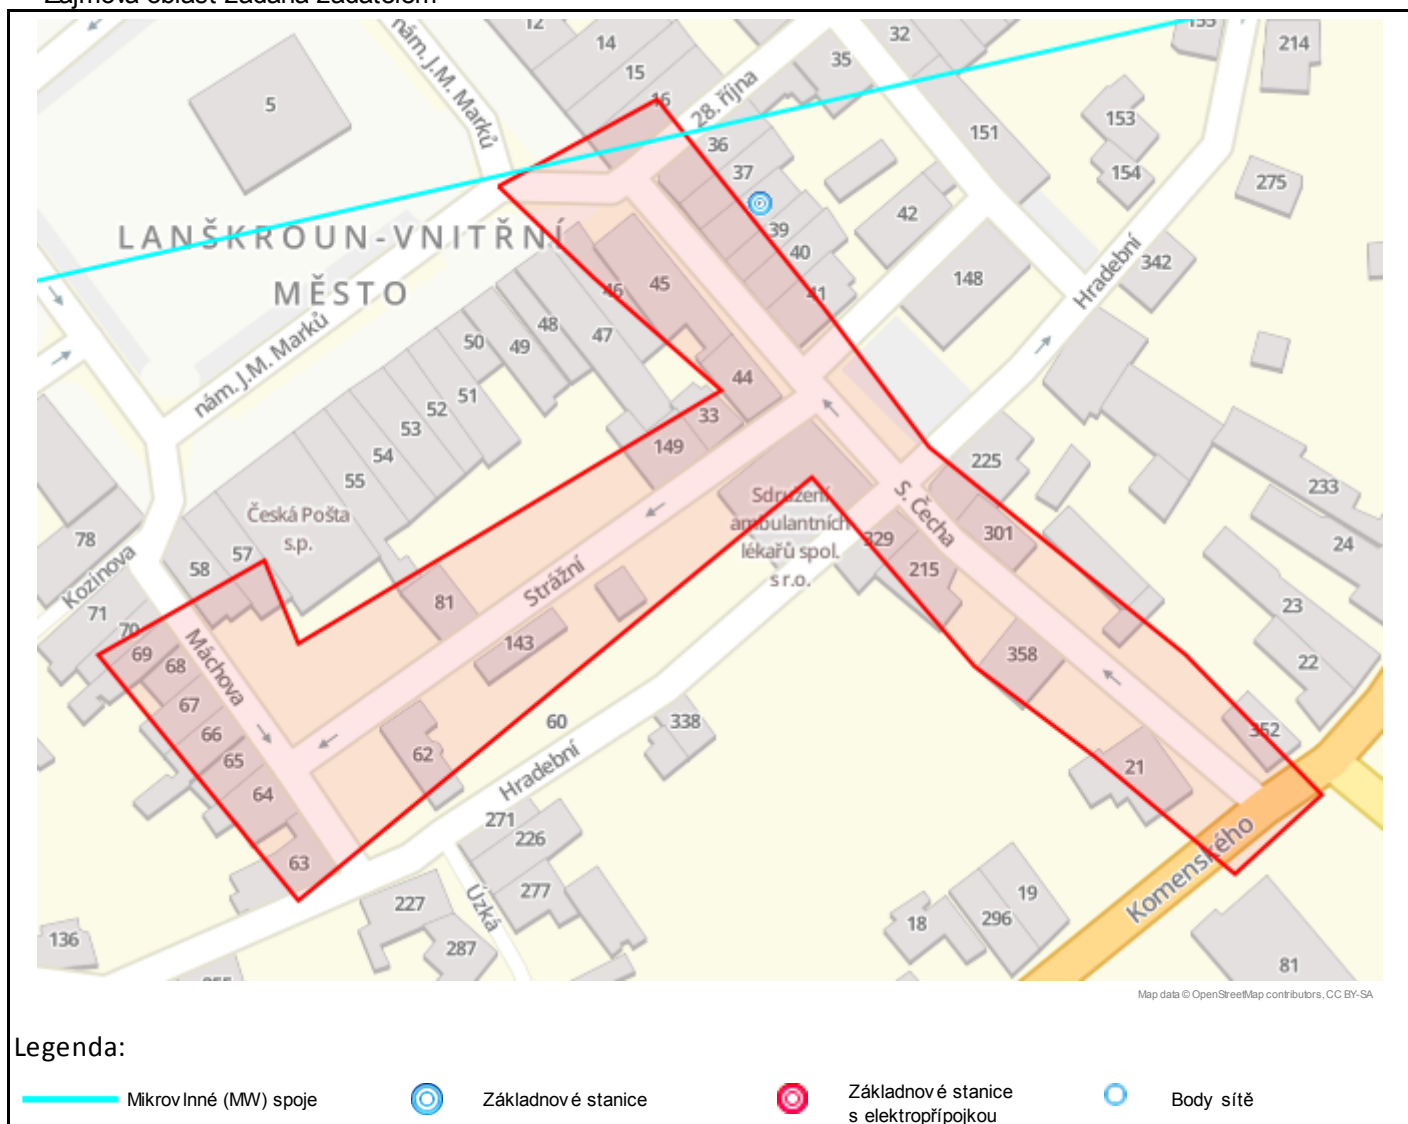 Zájmová oblast zadaná žadatelem
nám. J.M. Marků
12
14
15
16
28. října
32
35
155
214
5
36
37
39
40
41
42
151
153
154
275
148
342
Hradební
LANŠKROUN-VNITŘNÍ
MĚSTO
nám. J.M. Marků
45
46
47
48
49
50
51
52
53
54
55
44
33
149
Česká Pošta
s.p.
57
58
78
Kozinova
71
70
69
68
67
66
65
64
63
Máchova
81
Strážní
143
62
60
Hradební
338
Sdružení
ambulantních
lékařů spol.
s r.o.
329
215
S. Čecha
225
301
358
233
24
23
22
352
21
Komenského
271
226
277
227
287
Úzká
136
18
296
19
81
Map data © OpenStreetMap contributors, CC BY-SA
Legenda:
Mikrovlnné (MW) spoje
Základnové stanice
Základnové stanice
s elektropřípojkou
Body sítě